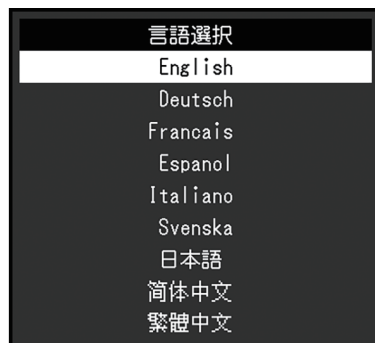 言語選択
English
Deutsch
Francais
Espanol
Italiano
Svenska
日本語
简体中文
繁體中文